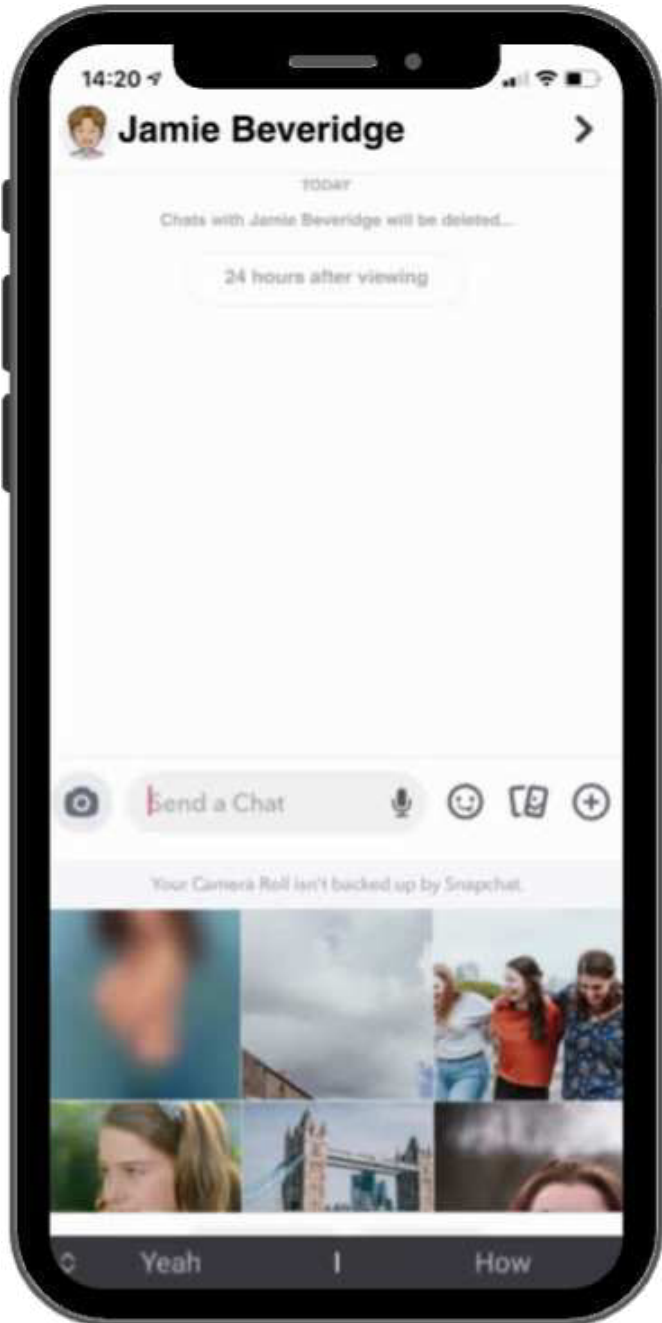 14:20
Jamie Beveridge
TODAY
Chats with Jamie Beveridge will be deleted...
24 hours after viewing
Send a Chat
Your Camera Roll isn't backed up by Snapchat.
Yeah I How